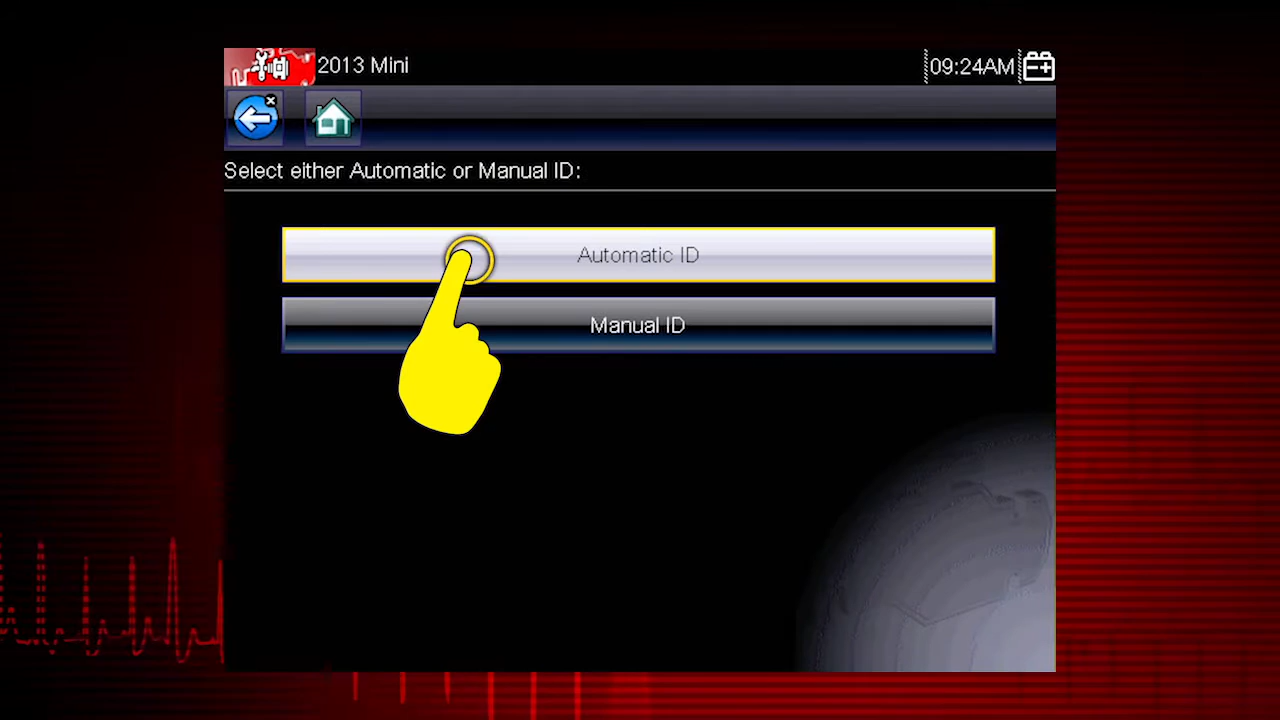 2013 Mini
09:24AM
Select either Automatic or Manual ID:
Automatic ID
Manual ID